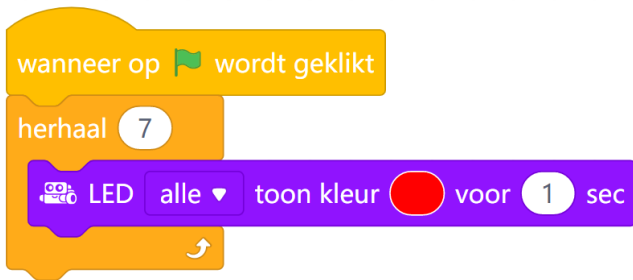 wanneer op wordt geklikt
herhaal 7
LED alle toon kleur voor 1 sec